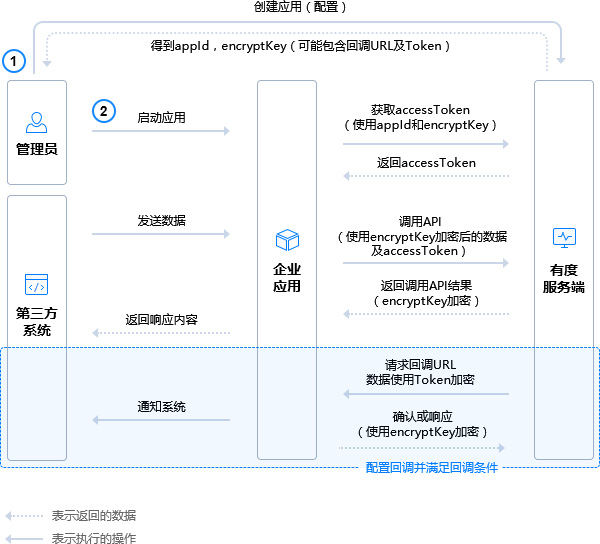 创建应用（配置）
得到appId，encryptKey（可能包含回调URL及Token）
1
2
管理员
启动应用
获取accessToken
（使用appId和encryptKey）
返回accessToken
发送数据
调用API
（使用encryptKey加密后的数据
及accessToken）
企业
应用
有度
服务端
返回调用API结果
（encryptKey加密）
第三方
系统
返回响应内容
请求回调URL
数据使用Token加密
通知系统
确认或响应
（使用encryptKey加密）
配置回调并满足回调条件
表示返回的数据
表示执行的操作